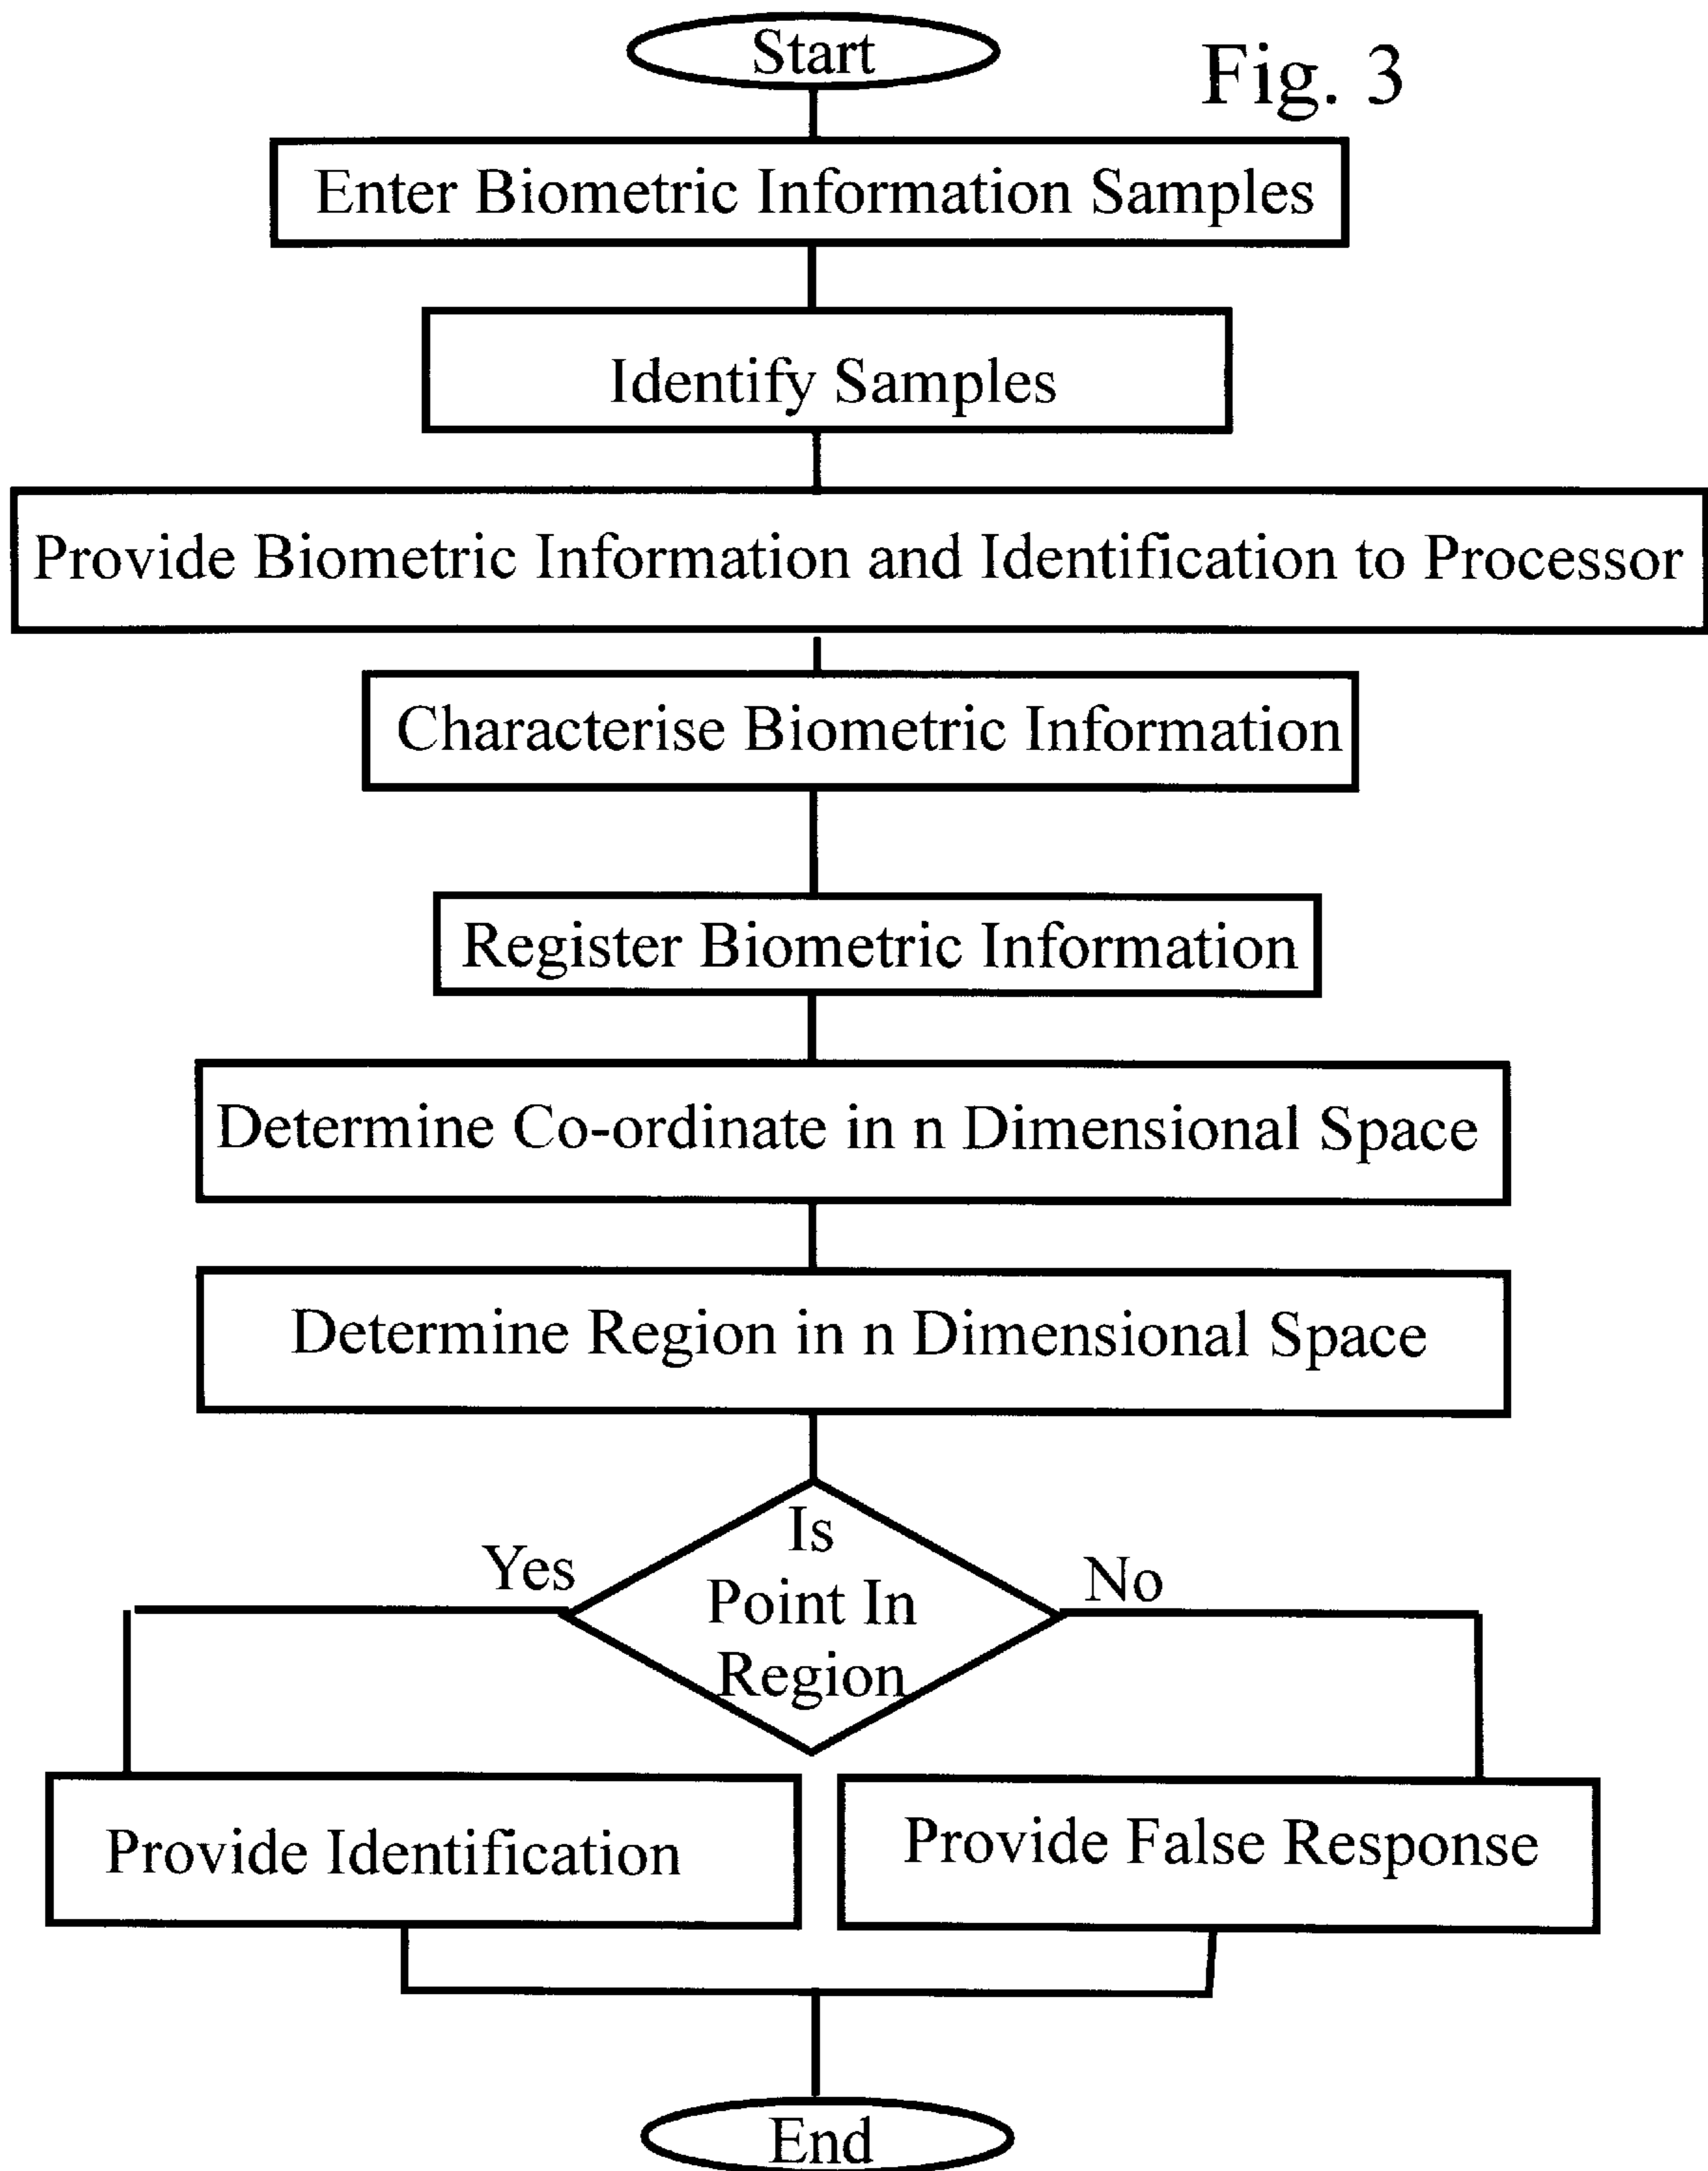 Start
Fig. 3
Enter Biometric Information Samples
Identify Samples
Provide Biometric Information and Identification to Processor
Characterise Biometric Information
Register Biometric Information
Determine Co-ordinate in n Dimensional Space
Determine Region in n Dimensional Space
Is
Point In
Region
Yes
No
Provide Identification
Provide False Response
End